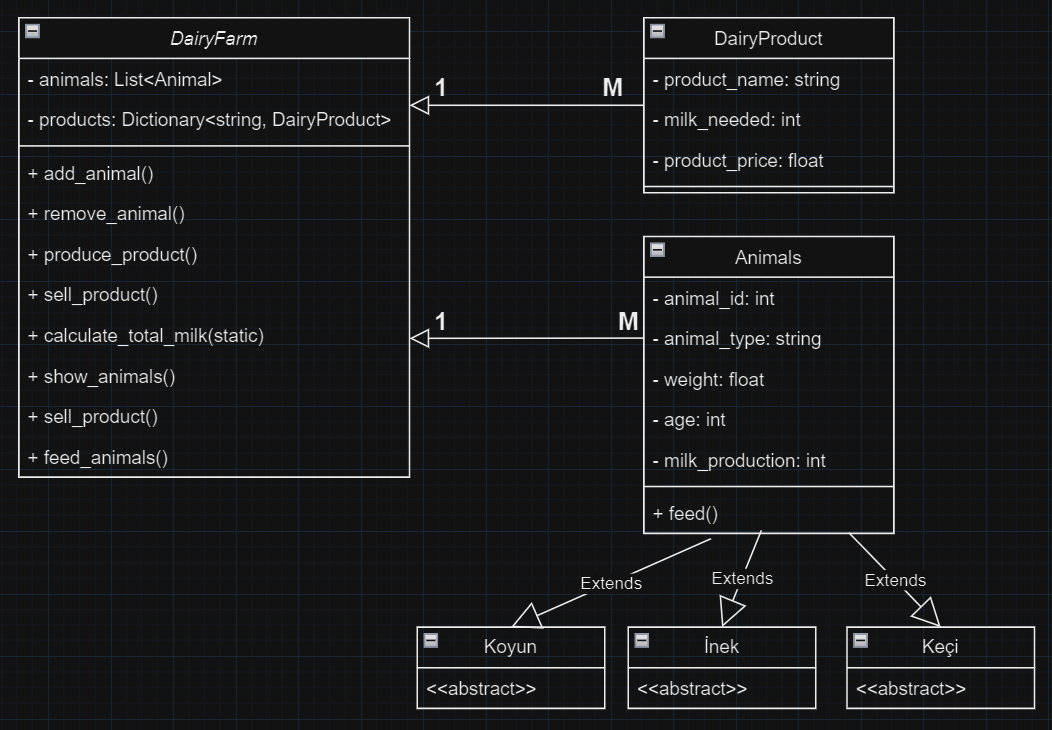 DairyFarm
- animals: List<Animal>
- products: Dictionary<string, DairyProduct>
+ add_animal()
+ remove_animal()
+ produce_product()
+ sell_product()
+ calculate_total_milk(static)
+ show_animals()
+ sell_product()
+ feed_animals()
1
M
DairyProduct
- product_name: string
- milk_needed: int
- product_price: float
1
M
Animals
- animal_id: int
- animal_type: string
- weight: float
- age: int
- milk_production: int
+ feed()
Extends
Extends
Extends
Koyun
<<abstract>>
İnek
<<abstract>>
Keçi
<<abstract>>